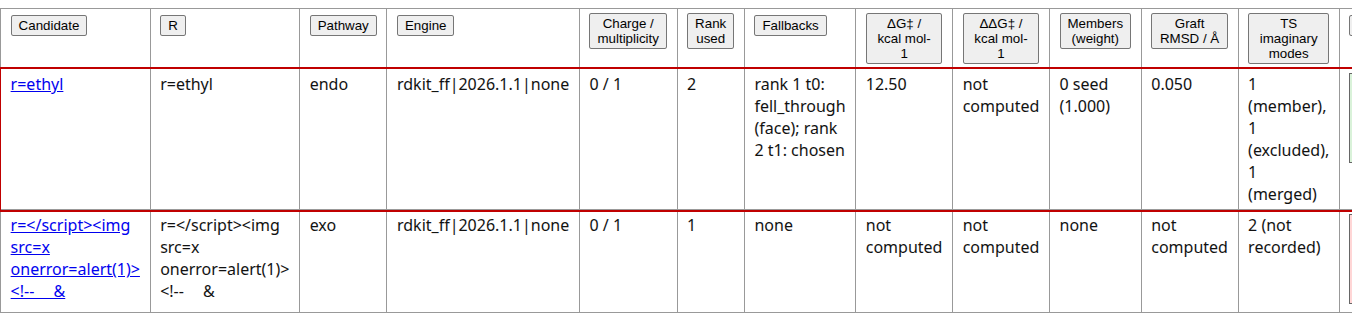 Candidate
R
Pathway
Engine
Charge /
multiplicity
Rank
used
Fallbacks
ΔG‡ /
kcal mol-
1
ΔΔG‡ /
kcal mol-
1
Members
(weight)
Graft
RMSD / Å
TS
imaginary
modes
r=ethyl
r=ethyl
endo
rdkit_ff|2026.1.1|none
0 / 1
2
rank 1 t0:
fell_through
(face); rank
2 t1: chosen
12.50
not
computed
0 seed
(1.000)
0.050
1
(member),
1
(excluded),
1
(merged)
r=</script><img
src=x
onerror=alert(1)>
<!-- &
r=</script><img
src=x
onerror=alert(1)>
<!-- &
exo
rdkit_ff|2026.1.1|none
0 / 1
1
none
not
computed
not
computed
none
not
computed
2 (not
recorded)